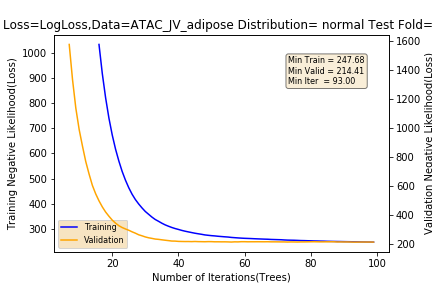 Loss=LogLoss,Data=ATAC_JV_adipose Distribution= normal Test Fold=
Training Negative Likelihood(Loss)
1000
900
800
700
600
500
400
300
Min Train = 247.68
Min Valid = 214.41
Min Iter = 93.00
Training
Validation
1600
1400
1200
1000
800
600
400
200
Validation Negative Likelihood(Loss)
20
40
60
80
100
Number of Iterations(Trees)